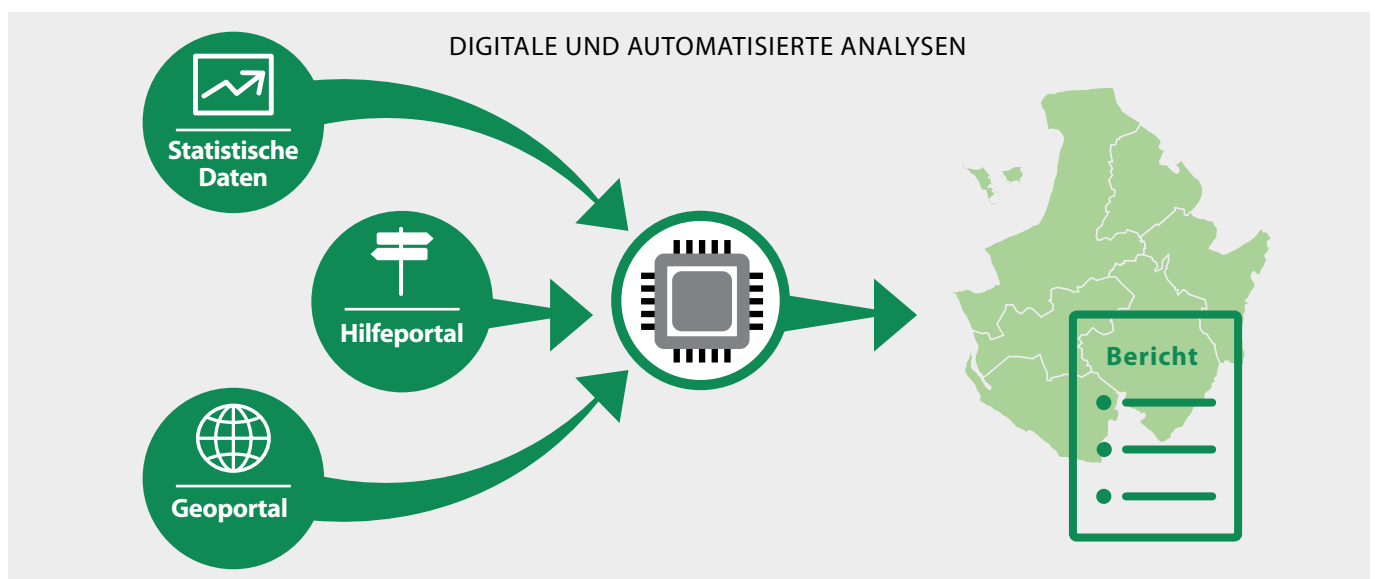 DIGITALE UND AUTOMATISIERTE ANALYSEN
Statistische
Daten
Hilfeportal
Geoportal
Bericht